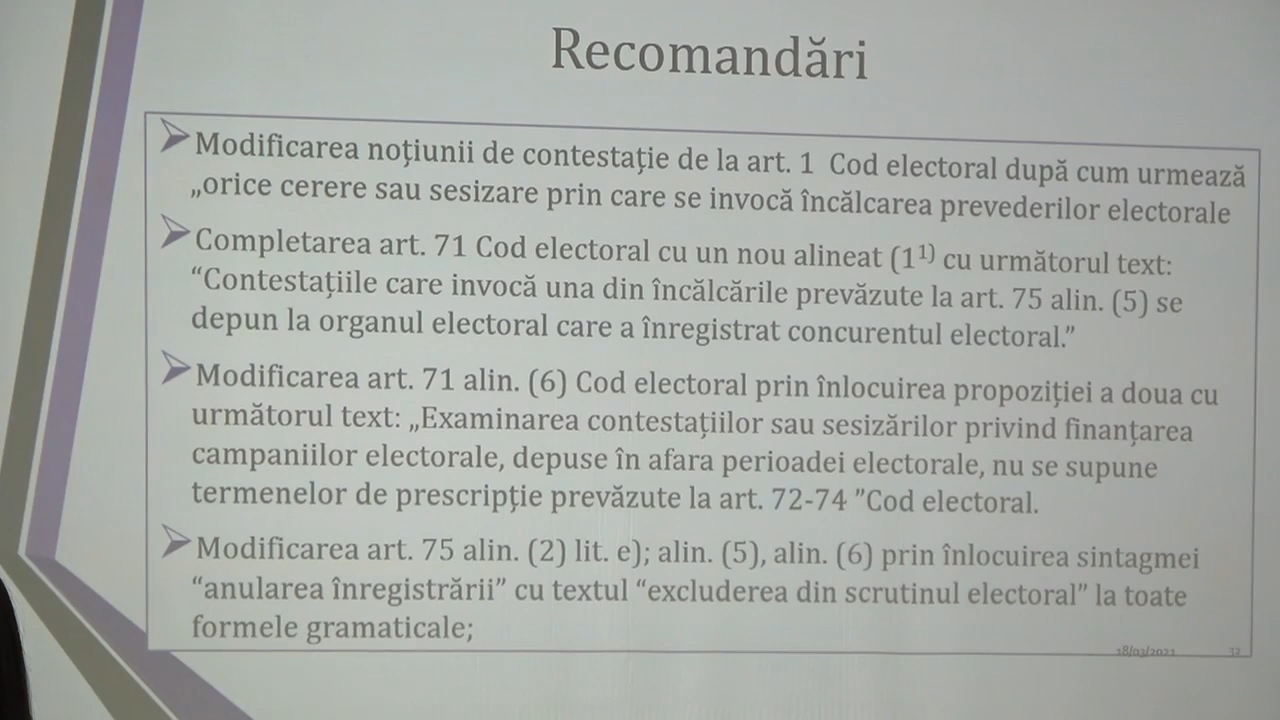 Recomandări
Modificarea noțiunii de contestație de la art. 1 Cod electoral după cum urmează
„orice cerere sau sesizare prin care se invocă încălcarea prevederilor electorale
Completarea art. 71 Cod electoral cu un nou alineat (1¹⁾ cu următorul text:
“Contestațiile care invocă una din încălcările prevăzute la art. 75 alin. (5) se
depun la organul electoral care a înregistrat concurentul electoral.”
Modificarea art. 71 alin. (6) Cod electoral prin înlocuirea propoziției a doua cu
următorul text: „Examinarea contestațiilor sau sesizărilor privind finanțarea
campaniilor electorale, depuse în afara perioadei electorale, nu se supune
termenelor de prescripție prevăzute la art. 72-74 ”Cod electoral.
Modificarea art. 75 alin. (2) lit. e); alin. (5), alin. (6) prin înlocuirea sintagmei
“anularea înregistrării” cu textul “excluderea din scrutinul electoral” la toate
formele gramaticale;
18/03/2021 32